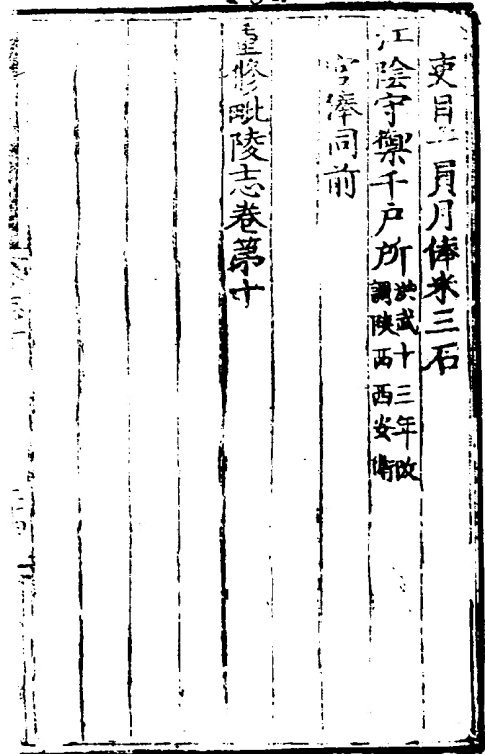 吏目一員月俸米三石
江陰守禦千戶所洪武十三年改調陝西西安衛
官俸同前
重修毗陵志卷第十